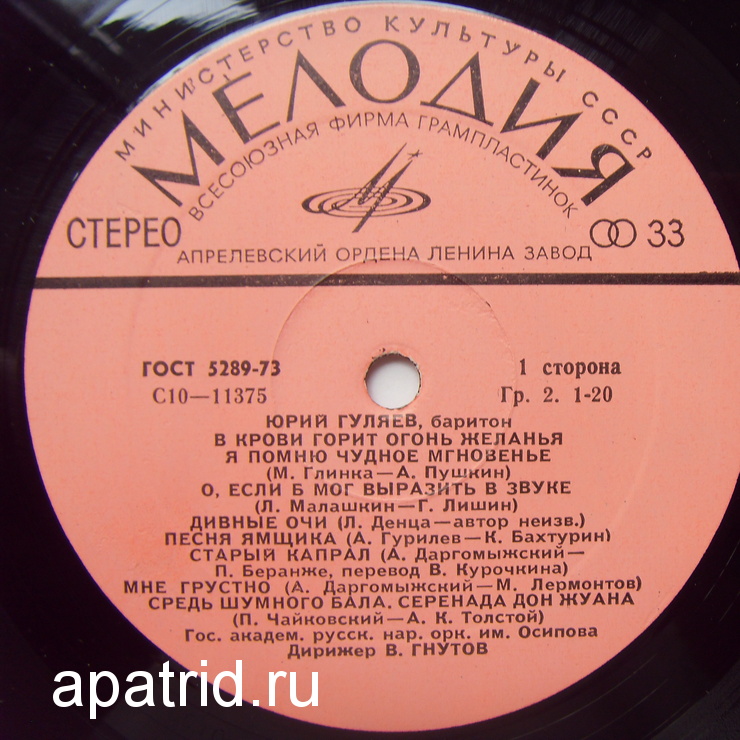 МИНИСТЕРСТВО КУЛЬТУРЫ СССР
МЕЛОДИЯ
ВСЕСОЮЗНАЯ ФИРМА ГРАМПЛАСТИНОК
СТЕРЕО
33
АПРЕЛЕВСКИЙ ОРДЕНА ЛЕНИНА ЗАВОД
ГОСТ 5289-73 1 сторона
С10—11375 Гр. 2. 1-20
ЮРИЙ ГУЛЯЕВ, баритон
В КРОВИ ГОРИТ ОГОНЬ ЖЕЛАНЬЯ
Я ПОМНЮ ЧУДНОЕ МГНОВЕНЬЕ
(М. Глинка—А. Пушкин)
О, ЕСЛИ Б МОГ ВЫРАЗИТЬ В ЗВУКЕ
(Л. Малашкин—Г. Лишин)
ДИВНЫЕ ОЧИ (Л. Денца—автор неизв.)
ПЕСНЯ ЯМЩИКА (А. Гурилев—К. Бахтурин)
СТАРЫЙ КАПРАЛ (А. Даргомыжский—
П. Беранже, перевод В. Курочкина)
МНЕ ГРУСТНО (А. Даргомыжский—М. Лермонтов)
СРЕДЬ ШУМНОГО БАЛА. СЕРЕНАДА ДОН ЖУАНА
(П. Чайковский—А. К. Толстой)
Гос. академ. русск. нар. орк. им. Осипова
Дирижер В. ГНУТОВ
apatrid.ru